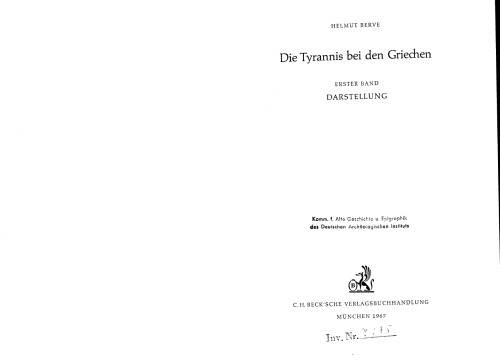 HELMUT BERVE
Die Tyrannis bei den Griechen
ERSTER BAND
DARSTELLUNG
Komm. f. Alte Geschichte u. Epigraphik
des Deutschen Archäologischen Instituts
B
C. H. BECK'SCHE VERLAGSBUCHHANDLUNG
MÜNCHEN 1967
Inv. Nr.